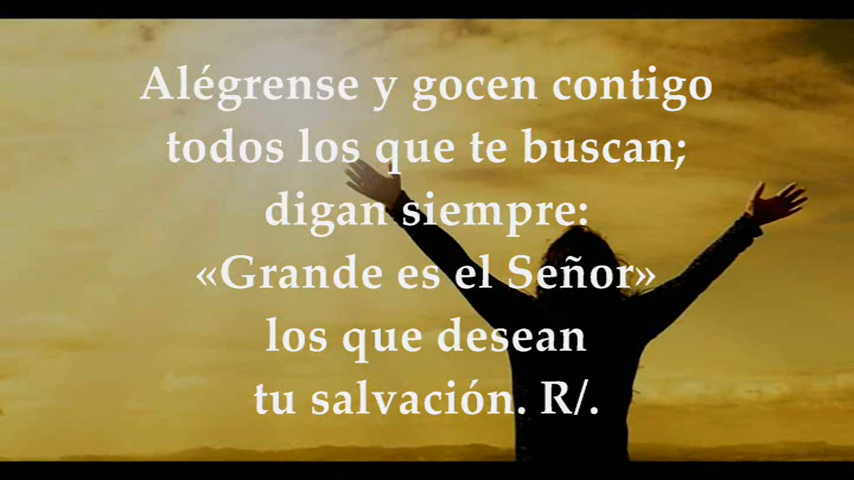 Alégrense y gocen contigo
todos los que te buscan;
digan siempre:
«Grande es el Señor»
los que desean
tu salvación. R/.